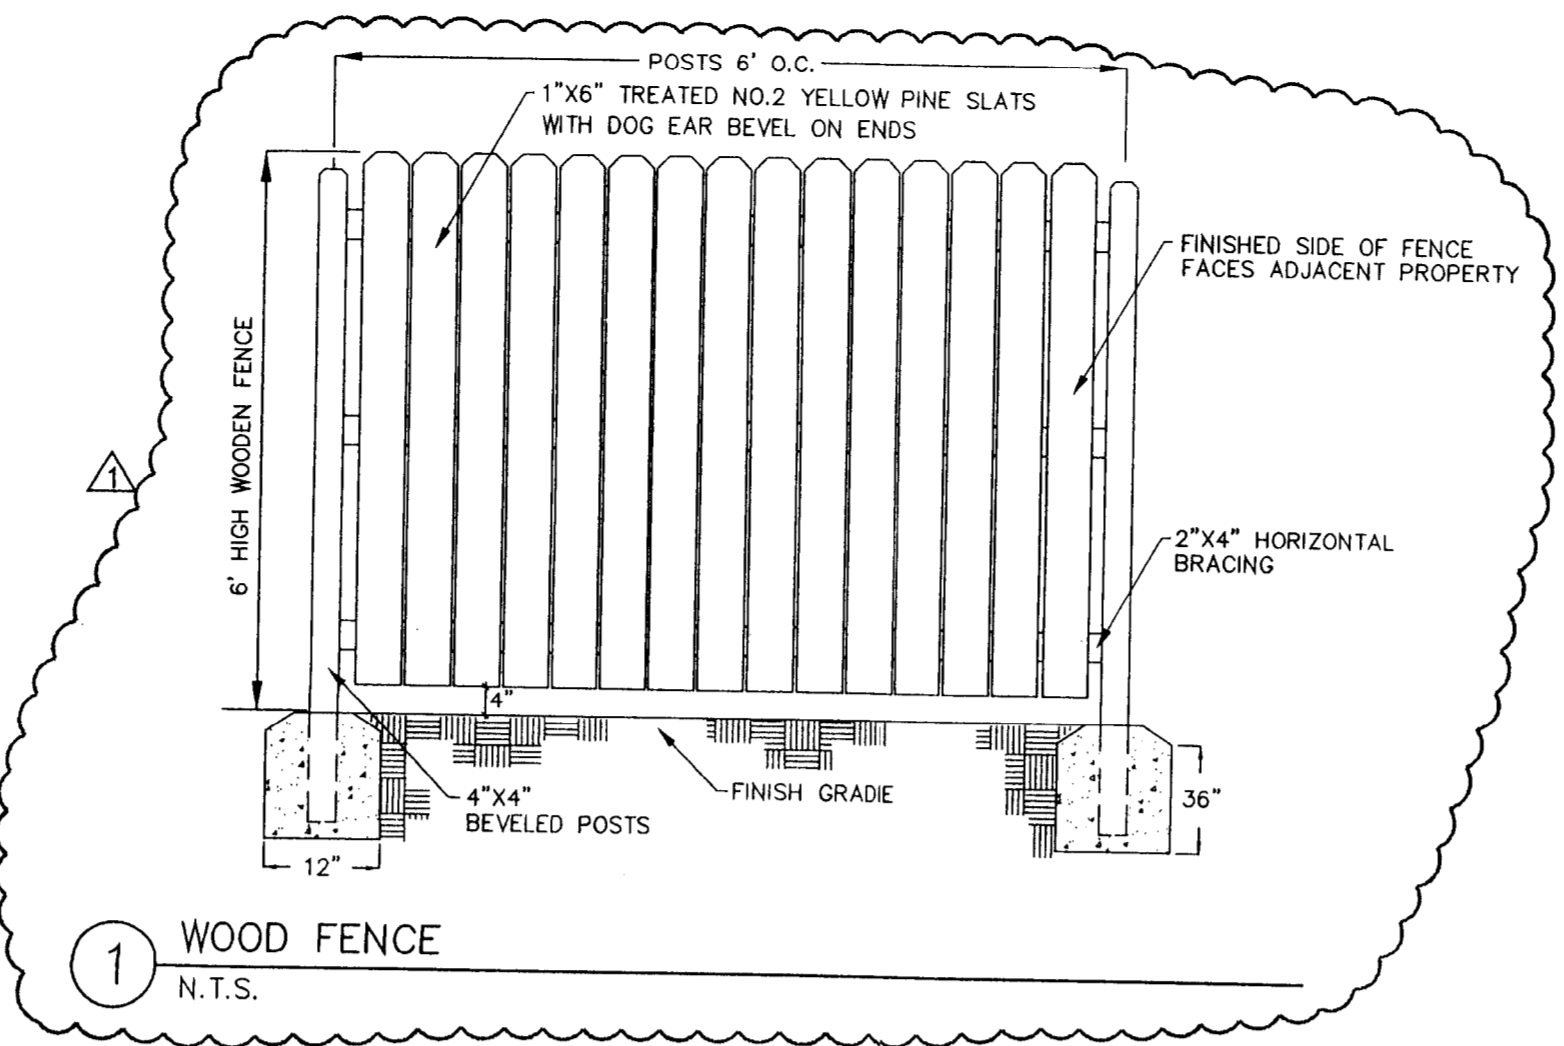 POSTS 6' O.C.
1"X6" TREATED NO.2 YELLOW PINE SLATS
WITH DOG EAR BEVEL ON ENDS
FINISHED SIDE OF FENCE
FACES ADJACENT PROPERTY
6' HIGH WOODEN FENCE
1
2"X4" HORIZONTAL
BRACING
4"
4"X4"
BEVELED POSTS
FINISH GRADIE
36"
12"
1
WOOD FENCE
N.T.S.